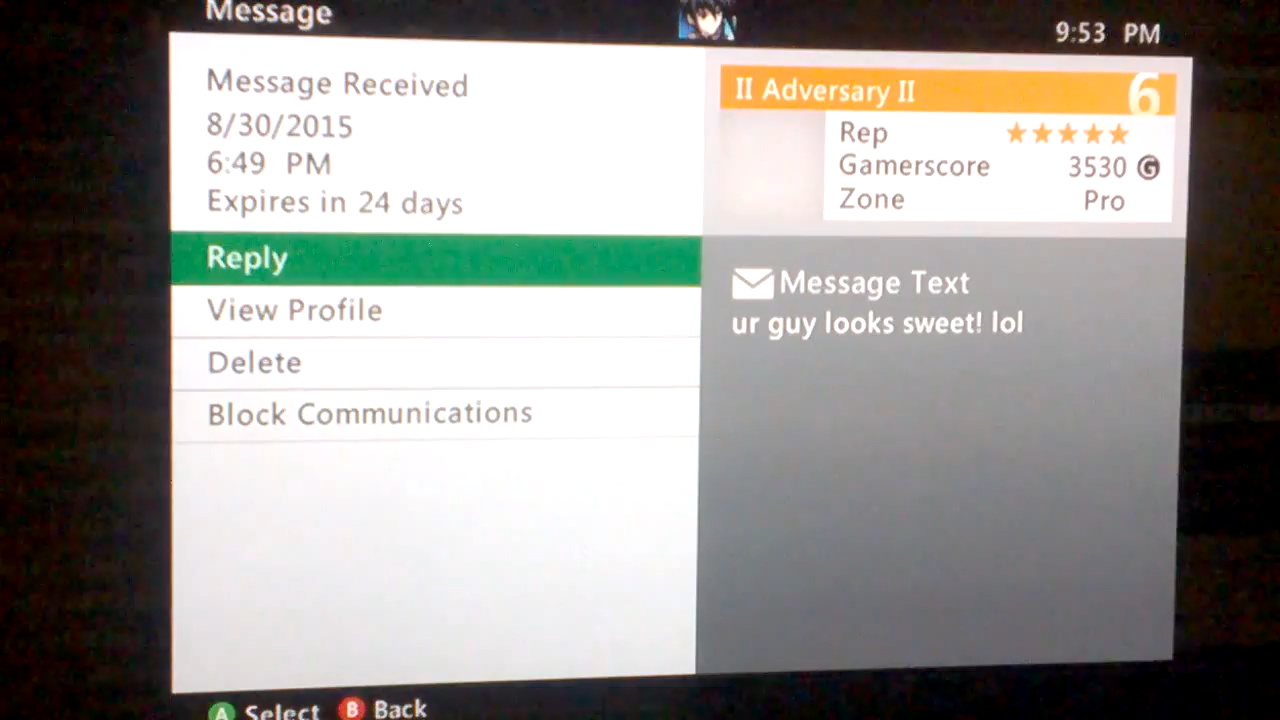 Message
9:53 PM
Message Received
8/30/2015
6:49 PM
Expires in 24 days
Reply
View Profile
Delete
Block Communications
II Adversary II
6
Rep ★★★★★
Gamerscore 3530 G
Zone Pro
Message Text
ur guy looks sweet! lol
A Select B Back